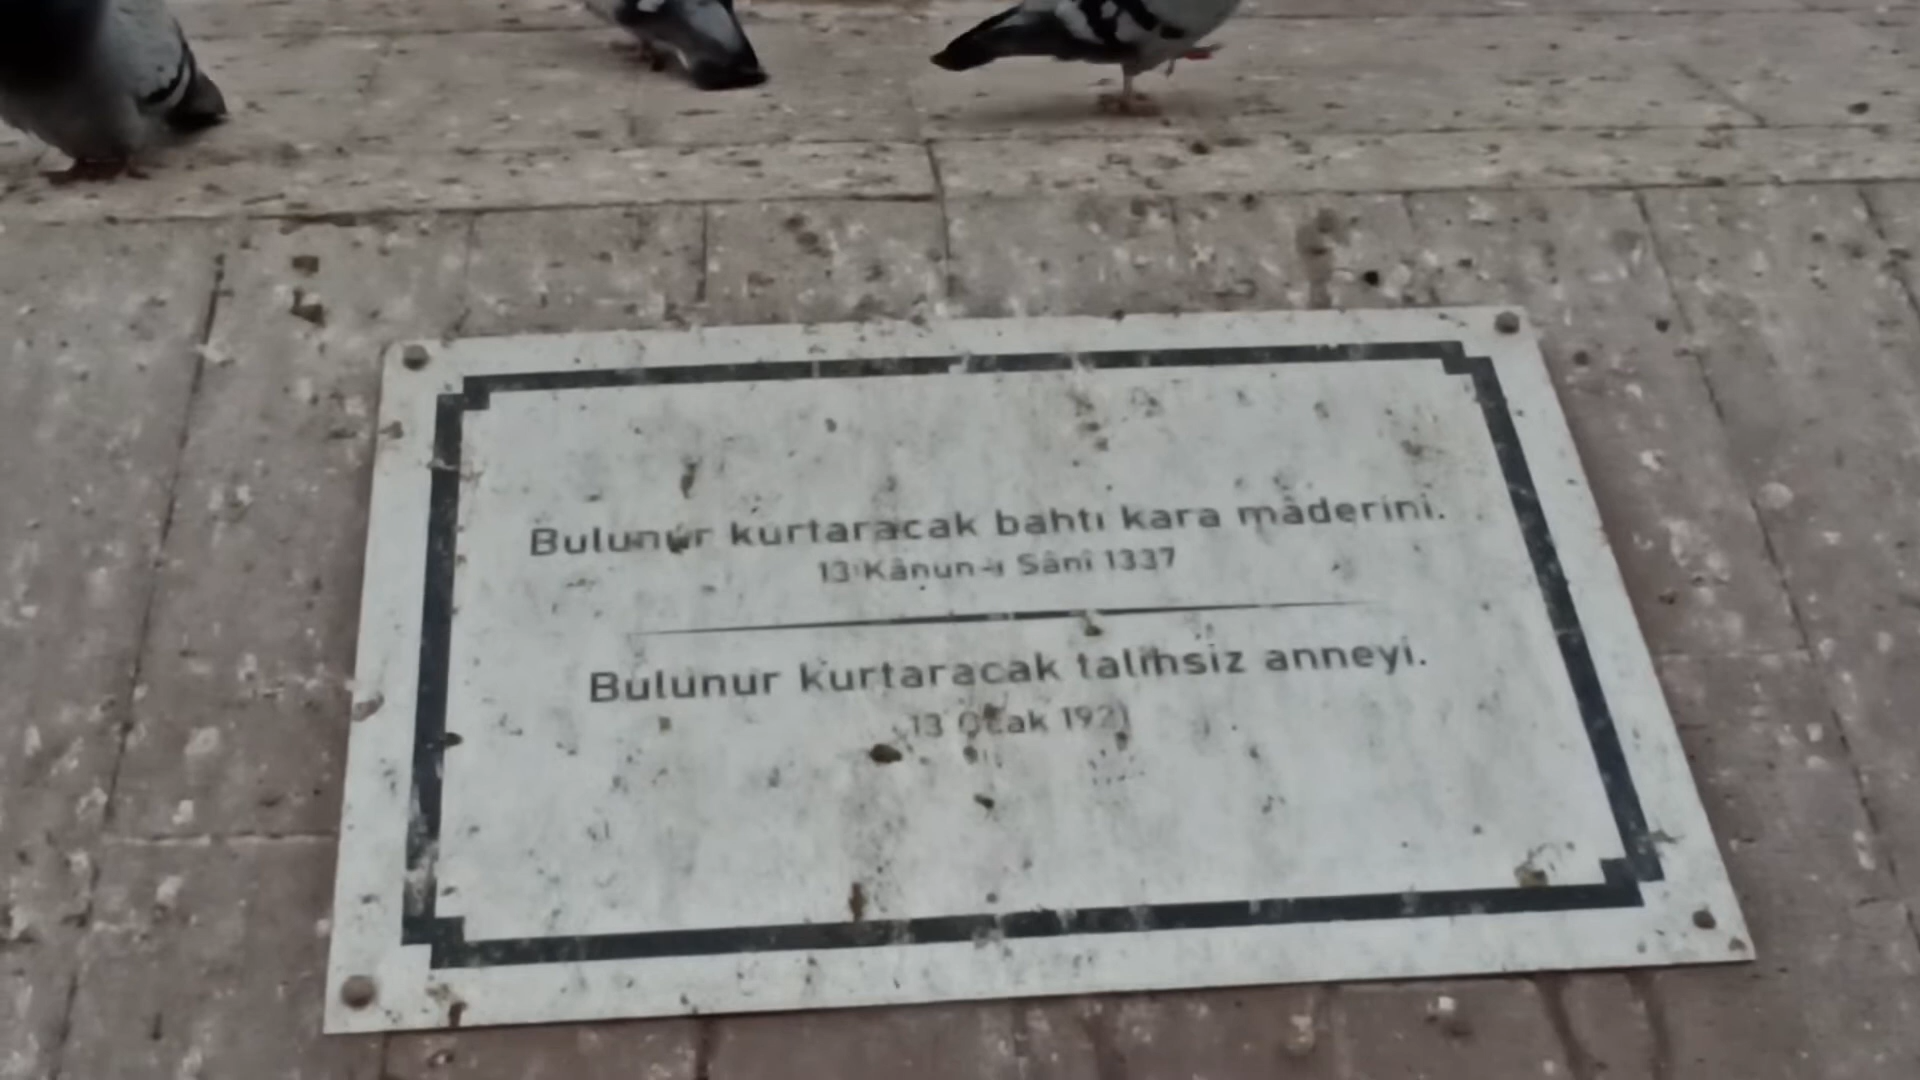 Bulunur kurtaracak bahtı kara mâderini.
13 Kânun-ı Sânî 1337
Bulunur kurtaracak talihsiz anneyi.
13 Ocak 1921